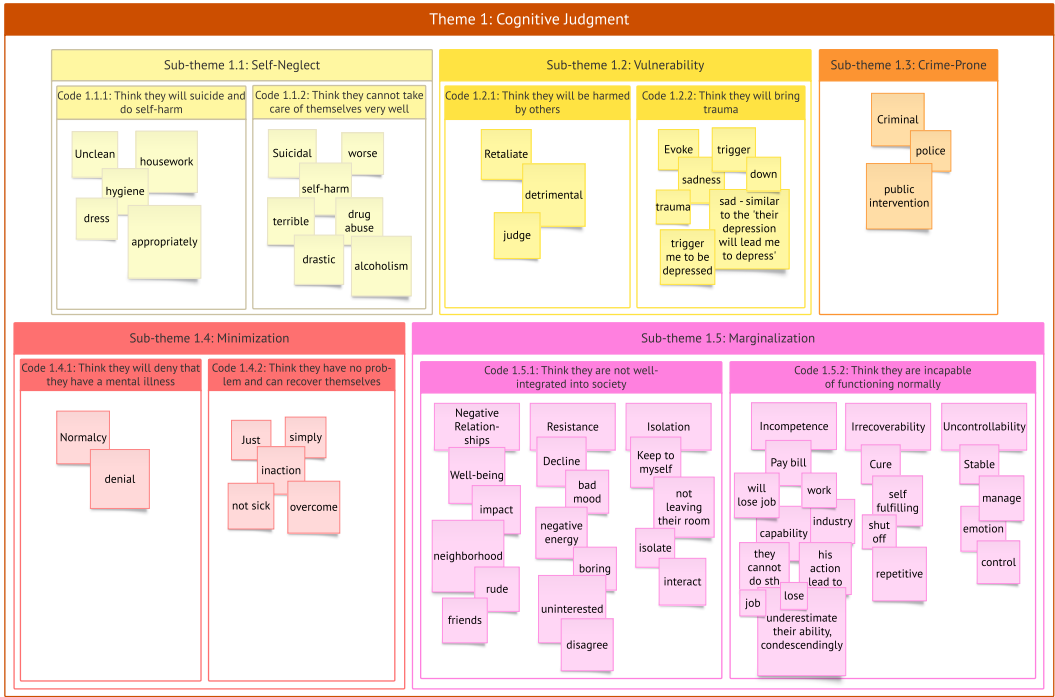 Theme 1: Cognitive Judgment
Sub-theme 1.1: Self-Neglect
Code 1.1.1: Think they will suicide and
do self-harm
Unclean
housework
hygiene
dress
appropriately
Code 1.1.2: Think they cannot take
care of themselves very well
Suicidal
worse
self-harm
terrible
drug
abuse
drastic
alcoholism
Sub-theme 1.2: Vulnerability
Code 1.2.1: Think they will be harmed
by others
Retaliate
detrimental
judge
Code 1.2.2: Think they will bring
trauma
Evoke
trigger
sadness
down
trauma
sad - similar
to the 'their
depression
will lead me
to depress'
trigger
me to be
depressed
Sub-theme 1.3: Crime-Prone
Criminal
police
public
intervention
Sub-theme 1.4: Minimization
Code 1.4.1: Think they will deny that
they have a mental illness
Normalcy
denial
Code 1.4.2: Think they have no prob-
lem and can recover themselves
Just
simply
inaction
not sick
overcome
Sub-theme 1.5: Marginalization
Code 1.5.1: Think they are not well-
integrated into society
Negative
Relation-
ships
Well-being
impact
neighborhood
rude
friends
Resistance
Decline
bad
mood
negative
energy
boring
uninterested
disagree
Isolation
Keep to
myself
not
leaving
their room
isolate
interact
Code 1.5.2: Think they are incapable
of functioning normally
Incompetence
Pay bill
will
lose job
work
industry
capability
they
cannot
do sth
his
action
lead to
job
lose
underestimate
their ability,
condescendingly
Irrecoverability
Cure
self
fulfilling
shut
off
repetitive
Uncontrollability
Stable
manage
emotion
control